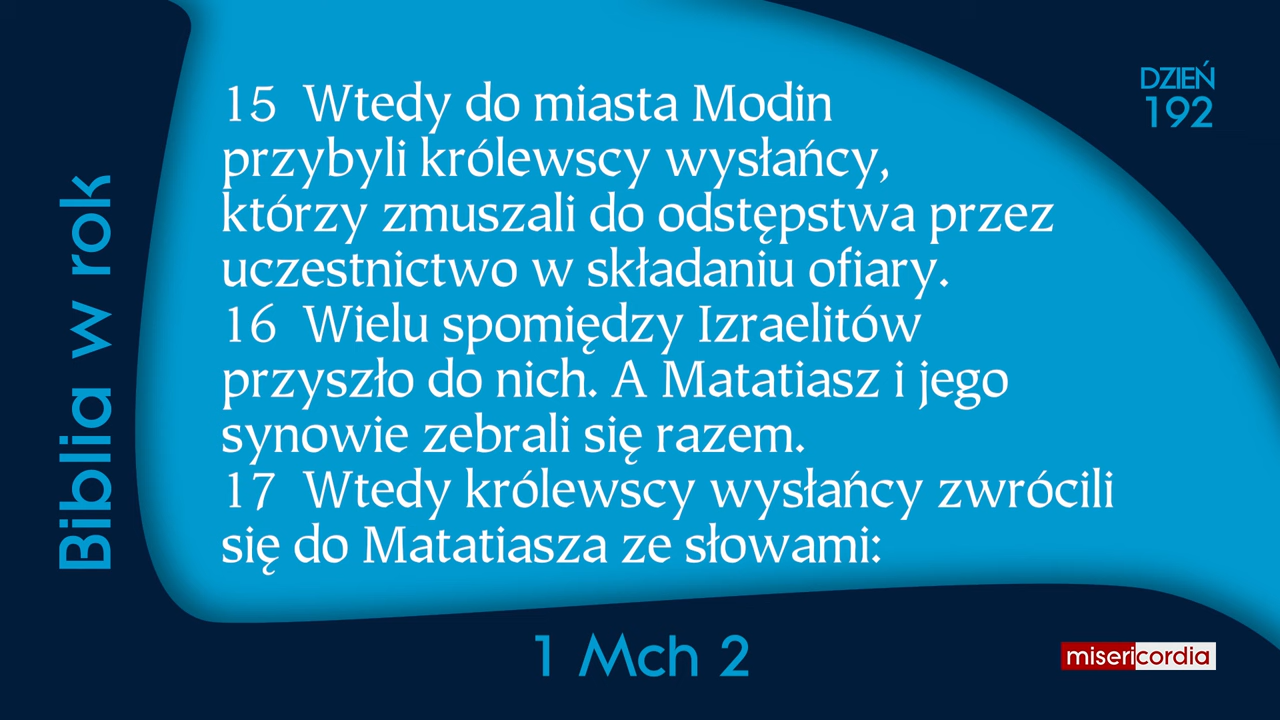 DZIEŃ
192
15 Wtedy do miasta Modin
przybyli królewscy wysłańcy,
którzy zmuszali do odstępstwa przez
uczestnictwo w składaniu ofiary.
16 Wielu spomiędzy Izraelitów
przyszło do nich. A Matatiasz i jego
synowie zebrali się razem.
17 Wtedy królewscy wysłańcy zwrócili
się do Matatiasza ze słowami:
Biblia w rok
1 Mch 2
misericordia